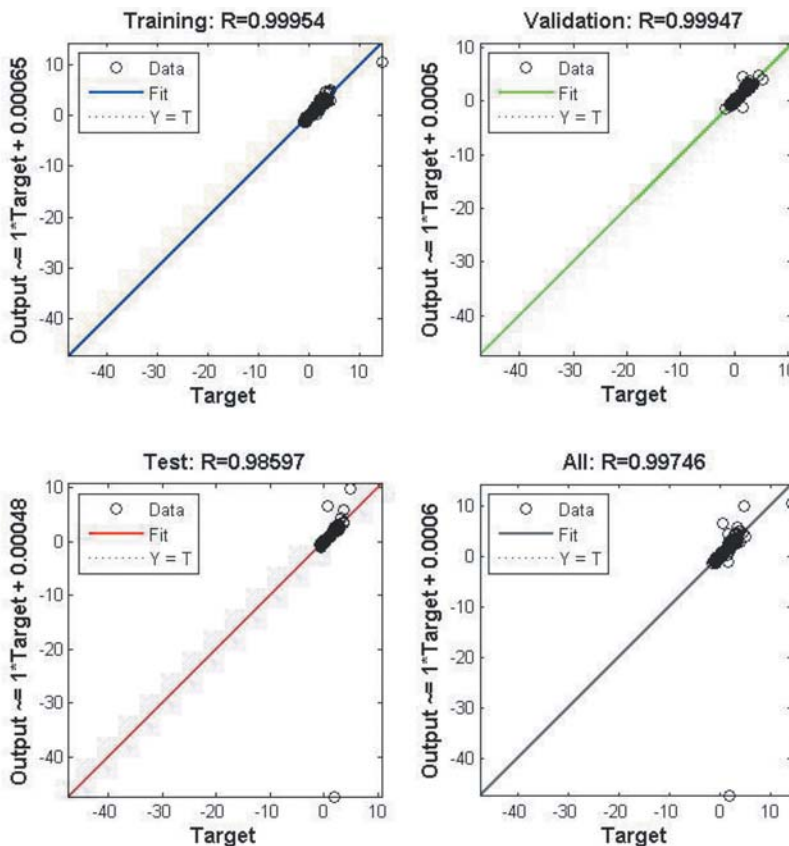 Training: R=0.99954
Output ~= 1*Target + 0.00065
10
0
-10
-20
-30
-40
Data
Fit
Y = T
-40 -30 -20 -10 0 10
Target
Validation: R=0.99947
Output ~= 1*Target + 0.0005
10
0
-10
-20
-30
-40
Data
Fit
Y = T
-40 -30 -20 -10 0 10
Target
Test: R=0.98597
Output ~= 1*Target + 0.00048
10
0
-10
-20
-30
-40
Data
Fit
Y = T
-40 -30 -20 -10 0 10
Target
All: R=0.99746
Output ~= 1*Target + 0.0006
10
0
-10
-20
-30
-40
Data
Fit
Y = T
-40 -30 -20 -10 0 10
Target